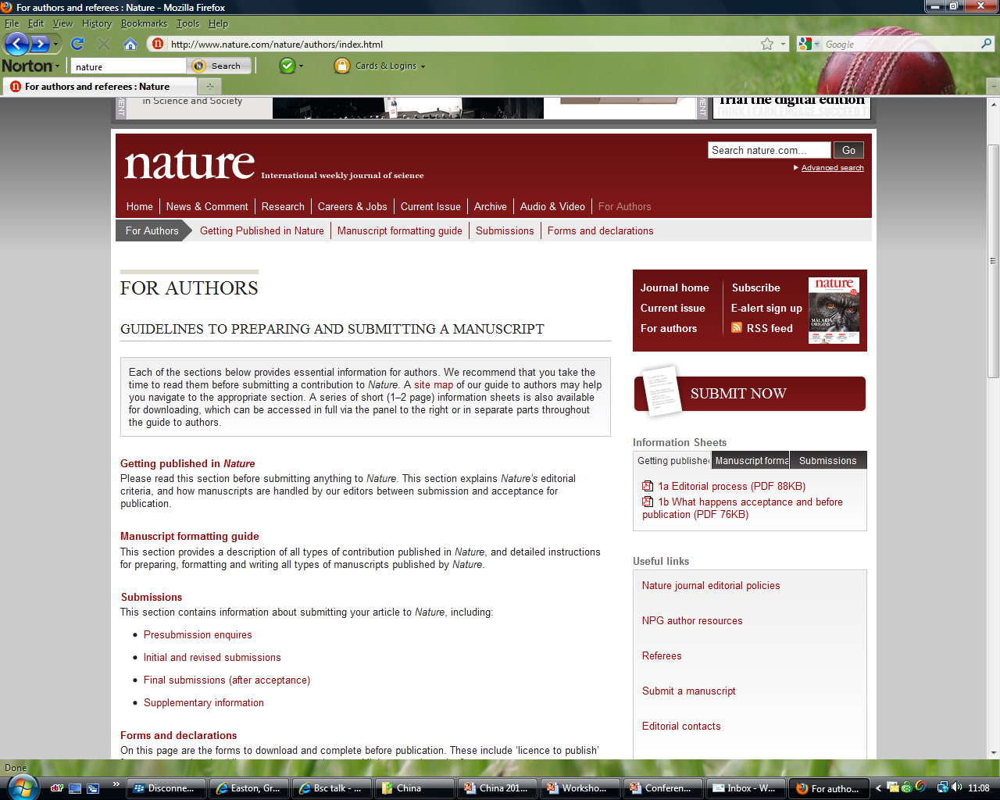 For authors and referees : Nature - Mozilla Firefox
File Edit View History Bookmarks Tools Help
http://www.nature.com/nature/authors/index.html
Google
Norton
nature
Search
Cards & Logins
For authors and referees : Nature
in Science and Society
Trial the digital edition
THINK.LEARN.ENGAGE.SUCCEED.
nature International weekly journal of science
Search nature.com... Go
Advanced search
Home News & Comment Research Careers & Jobs Current Issue Archive Audio & Video For Authors
For Authors Getting Published in Nature Manuscript formatting guide Submissions Forms and declarations
FOR AUTHORS
GUIDELINES TO PREPARING AND SUBMITTING A MANUSCRIPT
Each of the sections below provides essential information for authors. We recommend that you take the
time to read them before submitting a contribution to Nature. A site map of our guide to authors may help
you navigate to the appropriate section. A series of short (1–2 page) information sheets is also available
for downloading, which can be accessed in full via the panel to the right or in separate parts throughout
the guide to authors.
Getting published in Nature
Please read this section before submitting anything to Nature. This section explains Nature's editorial
criteria, and how manuscripts are handled by our editors between submission and acceptance for
publication.
Manuscript formatting guide
This section provides a description of all types of contribution published in Nature, and detailed instructions
for preparing, formatting and writing all types of manuscripts published by Nature.
Submissions
This section contains information about submitting your article to Nature, including:
Presubmission enquires
Initial and revised submissions
Final submissions (after acceptance)
Supplementary information
Forms and declarations
On this page are the forms to download and complete before publication. These include 'licence to publish'
Journal home Subscribe
Current issue E-alert sign up
For authors RSS feed
nature
MALARIA
ORIGINS
SUBMIT NOW
Information Sheets
Getting publishe Manuscript forma Submissions
1a Editorial process (PDF 88KB)
1b What happens acceptance and before
publication (PDF 76KB)
Useful links
Nature journal editorial policies
NPG author resources
Referees
Submit a manuscript
Editorial contacts
Done
Disconne... Easton, Gr... Bsc talk - ... China China 201... Worksho... Conferen... Inbox - W... For autho... 11:08